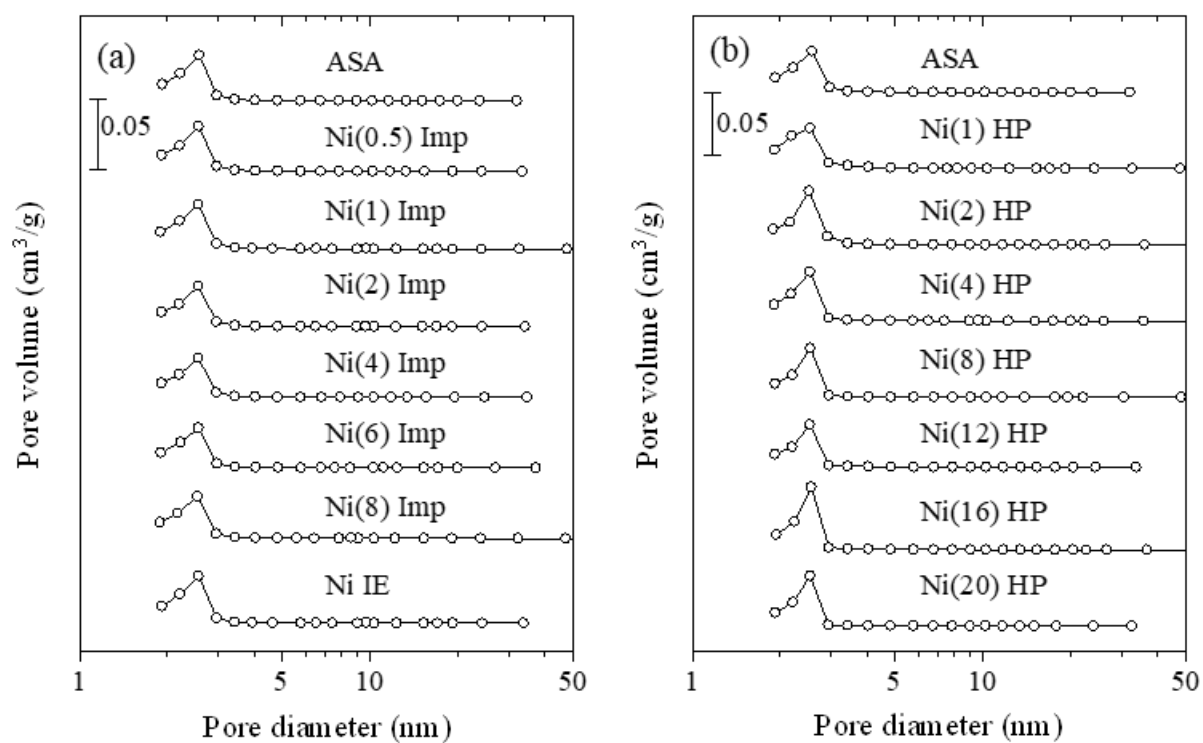 (a)
ASA
0.05
Ni(0.5) Imp
Ni(1) Imp
Ni(2) Imp
Ni(4) Imp
Ni(6) Imp
Ni(8) Imp
Ni IE
Pore volume (cm³/g)
1 5 10 50
Pore diameter (nm)
(b)
ASA
0.05
Ni(1) HP
Ni(2) HP
Ni(4) HP
Ni(8) HP
Ni(12) HP
Ni(16) HP
Ni(20) HP
Pore volume (cm³/g)
1 5 10 50
Pore diameter (nm)